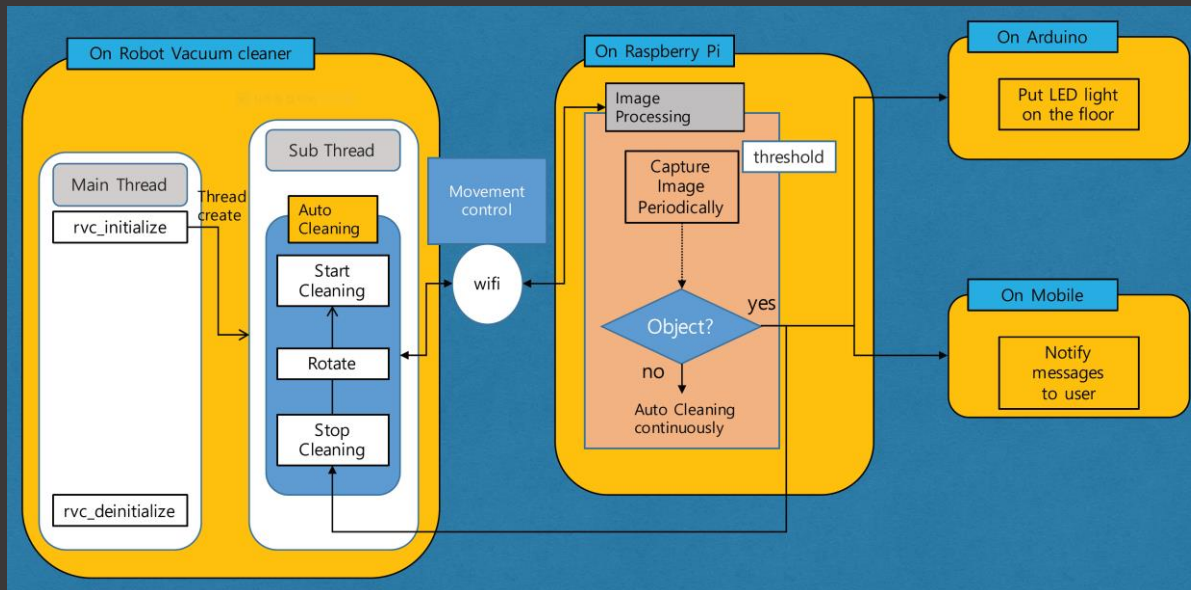 On Robot Vacuum cleaner
Main Thread
rvc_initialize
rvc_deinitialize
Thread
create
Sub Thread
Auto
Cleaning
Start
Cleaning
Rotate
Stop
Cleaning
Movement
control
wifi
On Raspberry Pi
Image
Processing
threshold
Capture
Image
Periodically
Object?
yes
no
Auto Cleaning
continuously
On Arduino
Put LED light
on the floor
On Mobile
Notify
messages
to user